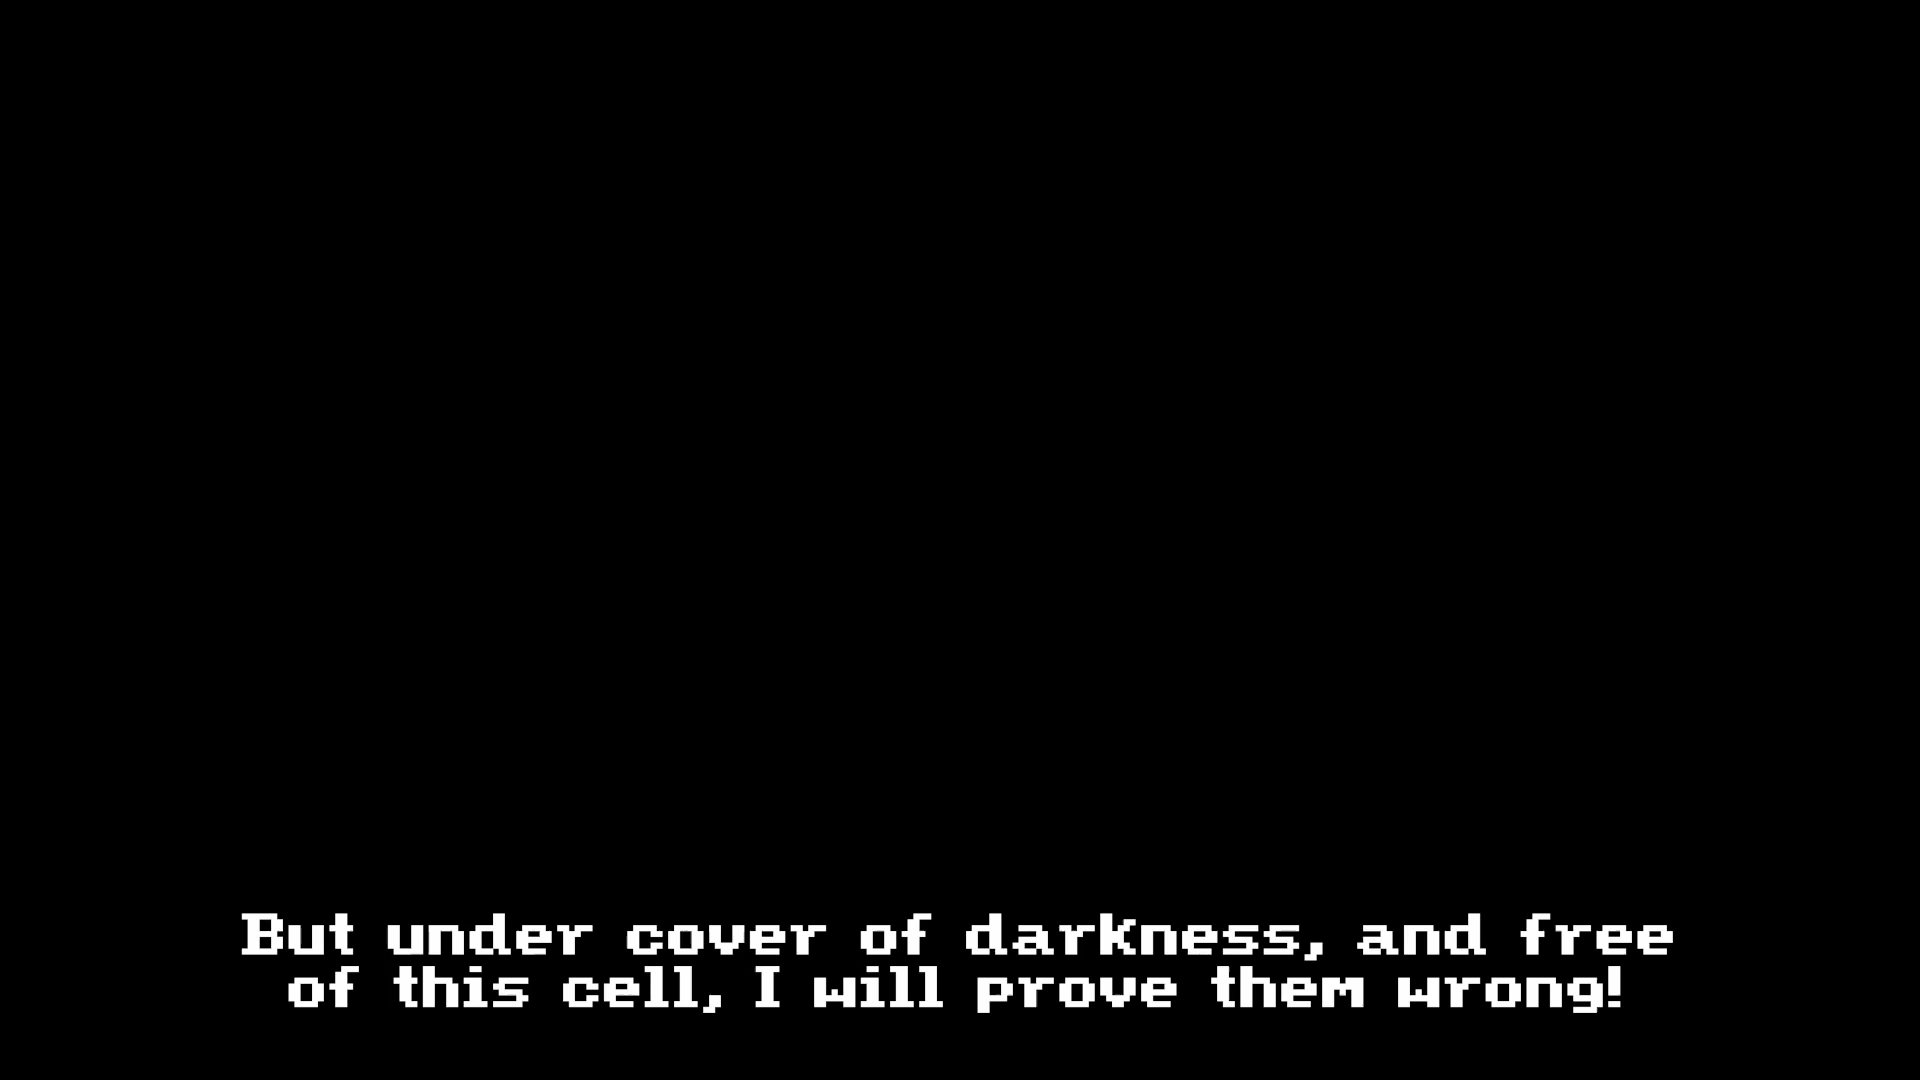 But under cover of darkness, and free
of this cell, I will prove them wrong!